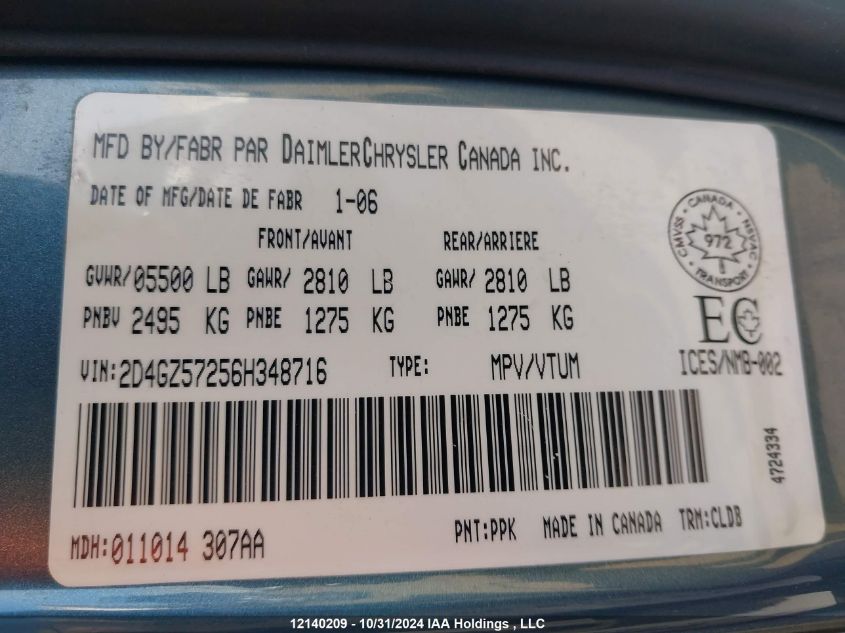 MFD BY/FABR PAR DAIMLERCHRYSLER CANADA INC.
DATE OF MFG/DATE DE FABR 1-06
FRONT/AVANT REAR/ARRIERE
GVWR/05500 LB GAWR/ 2810 LB GAWR/ 2810 LB
PNBV 2495 KG PNBE 1275 KG PNBE 1275 KG
VIN:2D4GZ57256H348716 TYPE: MPV/VTUM
CANADA
CMVSS 972 NSVAC
TRANSPORT
EC
ICES/NMB-002
4724334
MDH:011014 307AA PNT:PPK MADE IN CANADA TRM:CLDB
12140209 - 10/31/2024 IAA Holdings , LLC